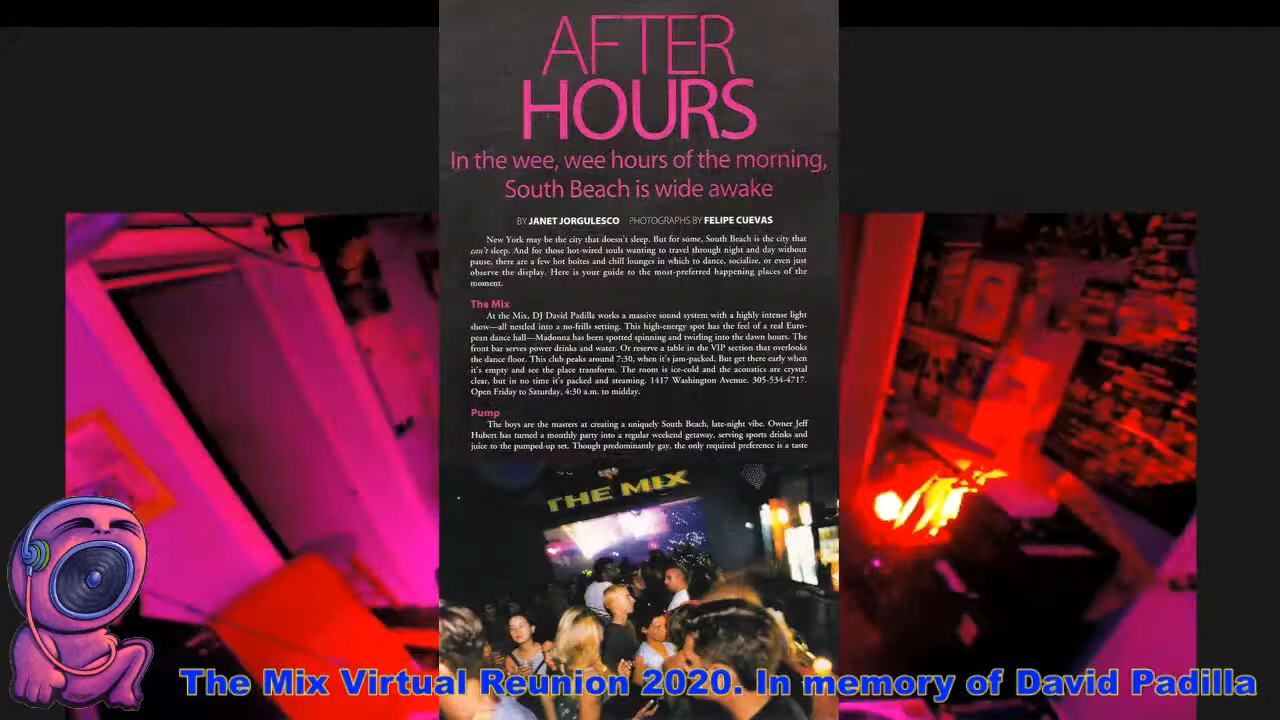 AFTER
HOURS
In the wee, wee hours of the morning,
South Beach is wide awake
BY JANET JORGULESCO PHOTOGRAPHS BY FELIPE CUEVAS
New York may be the city that doesn't sleep. But for some, South Beach is the city that
can't sleep. And for those hot-wired souls wanting to travel through night and day without
pause, there are a few hot boîtes and chill lounges in which to dance, socialize, or even just
observe the display. Here is your guide to the most-preferred happening places of the
moment.
The Mix
At the Mix, DJ David Padilla works a massive sound system with a highly intense light
show—all nestled into a no-frills setting. This high-energy spot has the feel of a real Euro-
pean dance hall—Madonna has been spotted spinning and twirling into the dawn hours. The
front bar serves power drinks and water. Or reserve a table in the VIP section that overlooks
the dance floor. This club peaks around 7:30, when it's jam-packed. But get there early when
it's empty and see the place transform. The room is ice-cold and the acoustics are crystal
clear, but in no time it's packed and steaming. 1417 Washington Avenue. 305-534-4717.
Open Friday to Saturday, 4:30 a.m. to midday.
Pump
The boys are the masters at creating a uniquely South Beach, late-night vibe. Owner Jeff
Hubert has turned a monthly party into a regular weekend getaway, serving sports drinks and
juice to the pumped-up set. Though predominantly gay, the only required preference is a taste
THE MIX
The Mix Virtual Reunion 2020. In memory of David Padilla